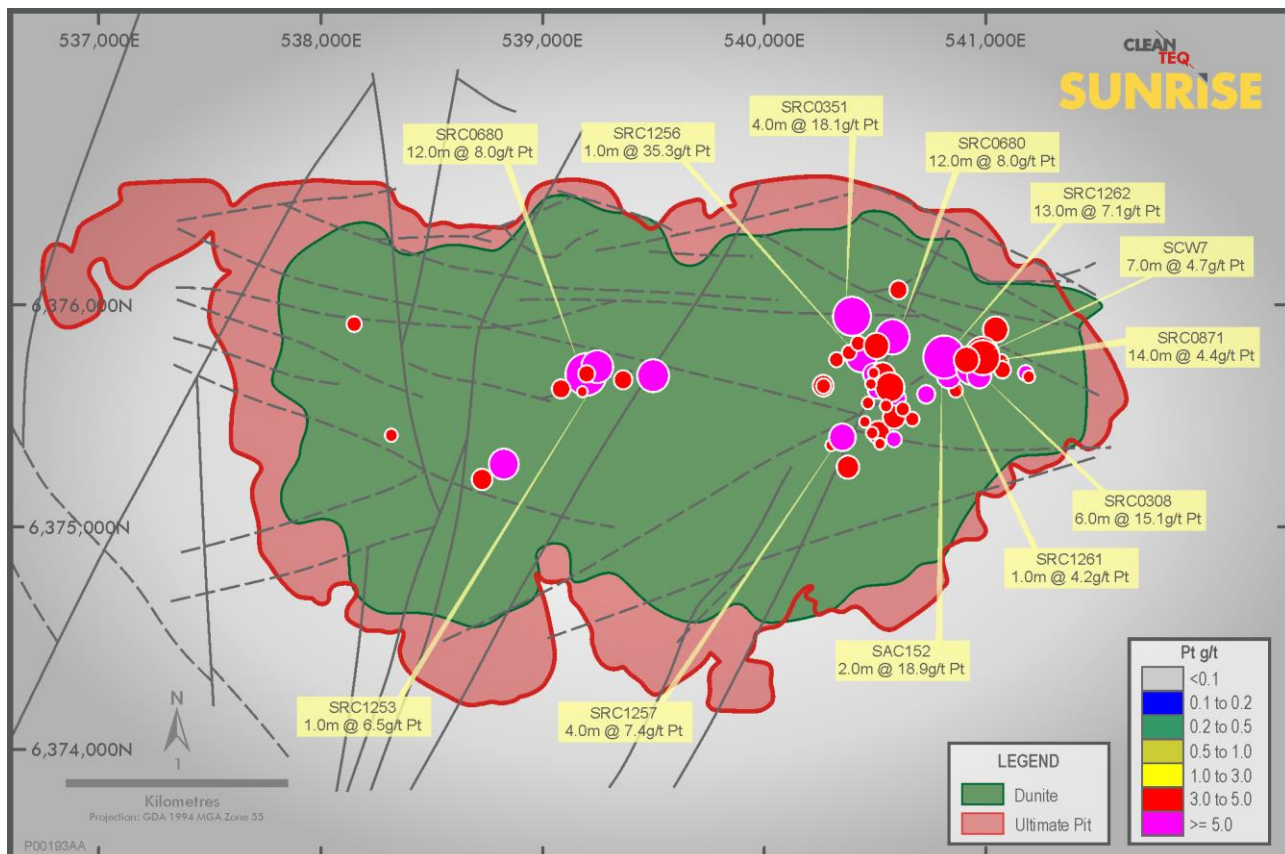 537,000E
538,000E
539,000E
540,000E
541,000E
CLEAN
TEQ
SUNRISE
SRC0680
12.0m @ 8.0g/t Pt
SRC1256
1.0m @ 35.3g/t Pt
SRC0351
4.0m @ 18.1g/t Pt
SRC0680
12.0m @ 8.0g/t Pt
SRC1262
13.0m @ 7.1g/t Pt
SCW7
7.0m @ 4.7g/t Pt
6,376,000N
SRC0871
14.0m @ 4.4g/t Pt
SRC0308
6.0m @ 15.1g/t Pt
6,375,000N
SRC1261
1.0m @ 4.2g/t Pt
SAC152
2.0m @ 18.9g/t Pt
SRC1253
1.0m @ 6.5g/t Pt
SRC1257
4.0m @ 7.4g/t Pt
6,374,000N
N
1
Kilometres
Projection: GDA 1994 MGA Zone 55
LEGEND
Dunite
Ultimate Pit
Pt g/t
<0.1
0.1 to 0.2
0.2 to 0.5
0.5 to 1.0
1.0 to 3.0
3.0 to 5.0
>= 5.0
P00193AA